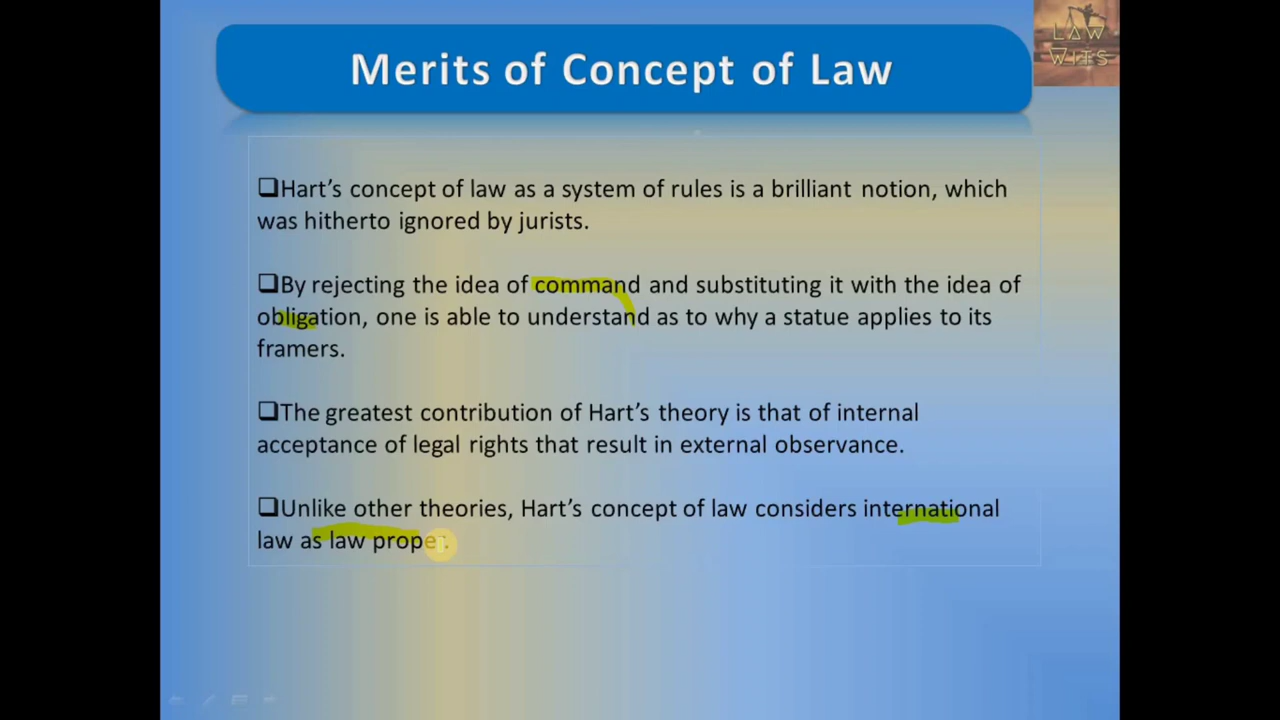 Merits of Concept of Law
LAW
WITS
❑Hart’s concept of law as a system of rules is a brilliant notion, which
was hitherto ignored by jurists.
❑By rejecting the idea of command and substituting it with the idea of
obligation, one is able to understand as to why a statue applies to its
framers.
❑The greatest contribution of Hart’s theory is that of internal
acceptance of legal rights that result in external observance.
❑Unlike other theories, Hart’s concept of law considers international
law as law proper.